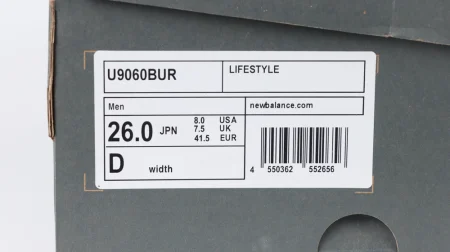 U9060BUR LIFESTYLE
Men newbalance.com
26.0 JPN 8.0 USA
7.5 UK
41.5 EUR
D width
4 550362 552656